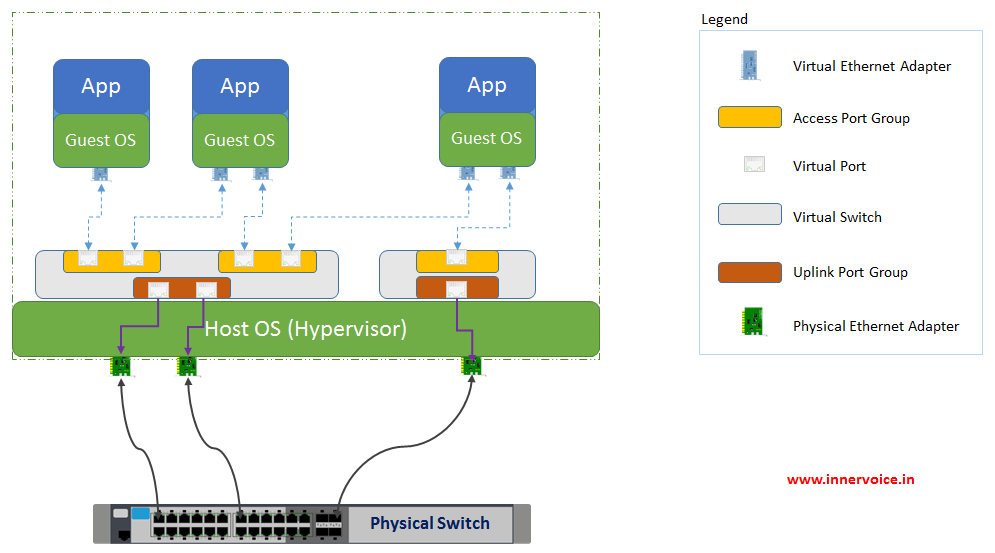 Legend
App
App
App
Guest OS
Guest OS
Guest OS
Virtual Ethernet Adapter
Access Port Group
Virtual Port
Virtual Switch
Uplink Port Group
Physical Ethernet Adapter
Host OS (Hypervisor)
www.innervoice.in
Physical Switch